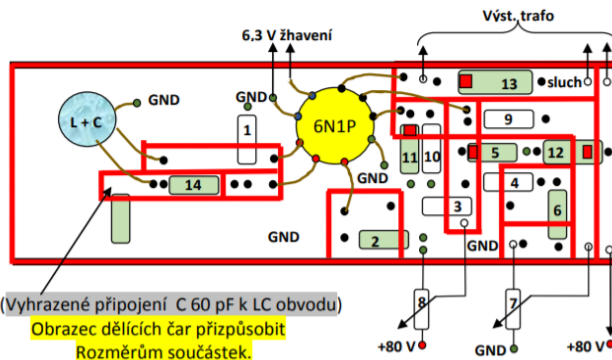 Výst. trafo
6,3 V žhavení
13 sluch
GND GND
L + C 1 6N1P 9
11 10 5 12
14 GND 4
3 6
GND 2 GND
(Vyhrazené připojení C 60 pF k LC obvodu)
8 7
Obrazec dělících čar přizpůsobit
+80 V GND +80 V
Rozměrům součástek.